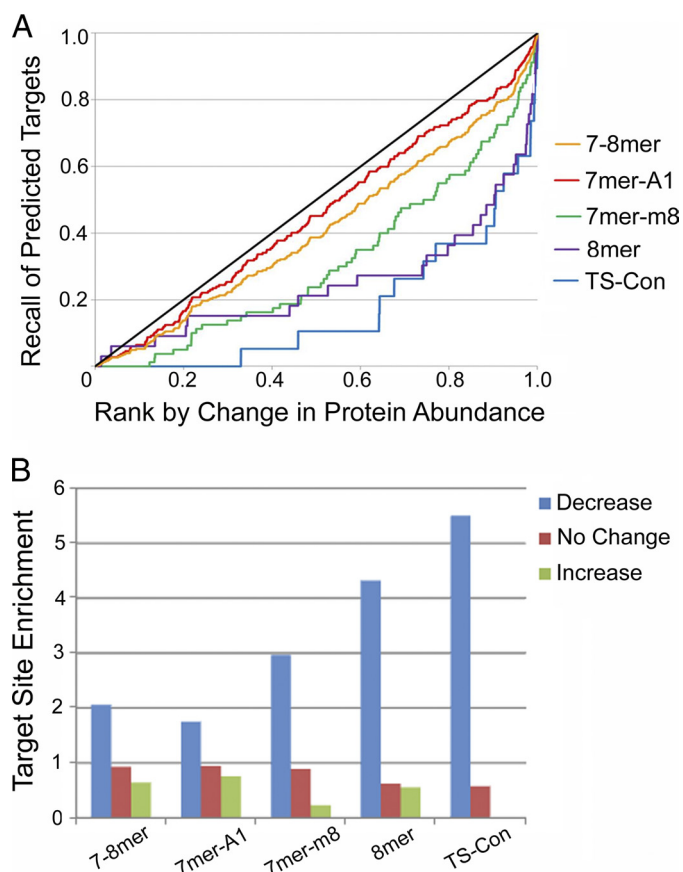 A
Recall of Predicted Targets
1.0
0.8
0.6
0.4
0.2
0
0.2
0.4
0.6
0.8
1.0
Rank by Change in Protein Abundance
7-8mer
7mer-A1
7mer-m8
8mer
TS-Con
B
Target Site Enrichment
6
5
4
3
2
1
0
7-8mer
7mer-A1
7mer-m8
8mer
TS-Con
Decrease
No Change
Increase